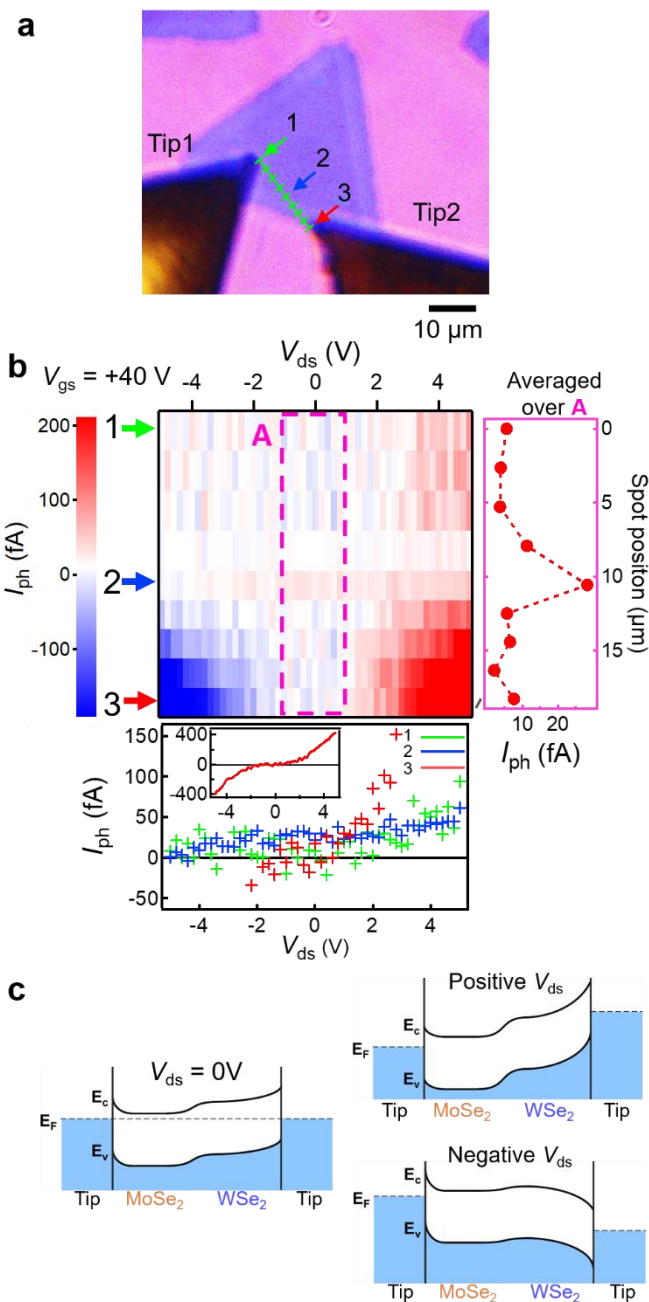 a
Tip1
1
2
3
Tip2
10 μm
b
V_gs = +40 V
V_ds (V)
-4 -2 0 2 4
Averaged
over A
200
100
0
-100
I_ph (fA)
1
2
3
A
0
5
10
15
Spot positon (μm)
10 20
I_ph (fA)
150
100
50
0
-50
I_ph (fA)
400
0
-400
-4 0 4
1
2
3
-4 -2 0 2 4
V_ds (V)
c
V_ds = 0V
E_c
E_F
E_v
Tip MoSe₂ WSe₂ Tip
Positive V_ds
E_c
E_F
E_v
Tip MoSe₂ WSe₂ Tip
Negative V_ds
E_c
E_F
E_v
Tip MoSe₂ WSe₂ Tip